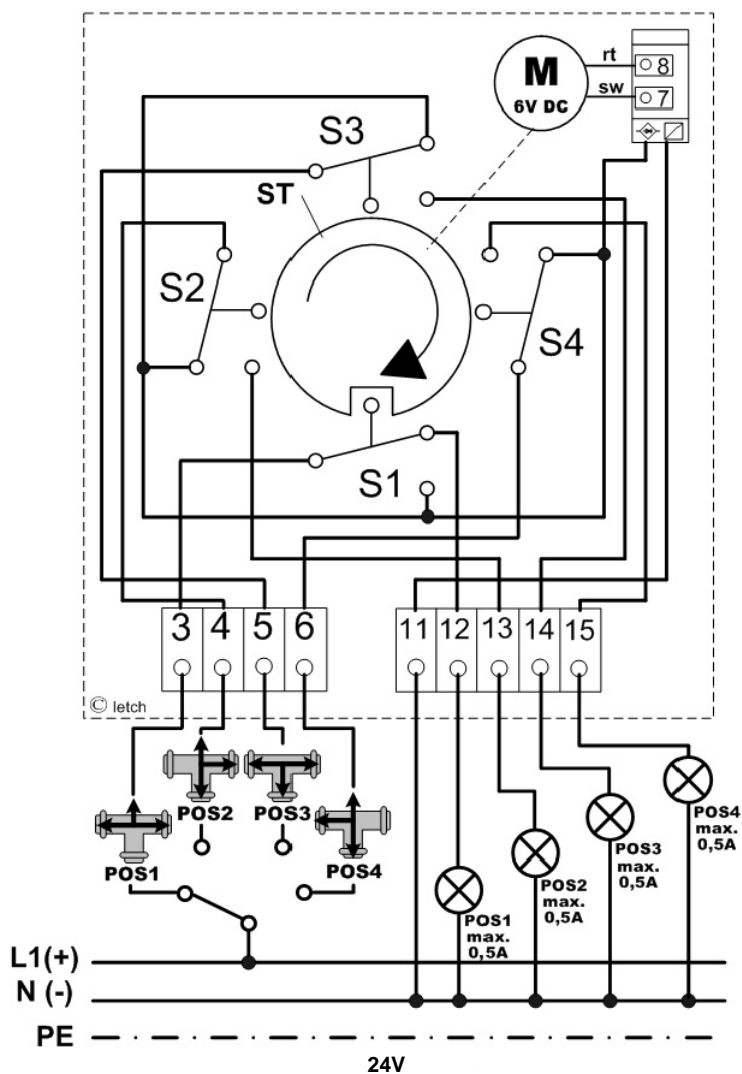 rt
8
M
sw
7
6V DC
S3
ST
S2
S4
S1
3 4 5 6
11 12 13 14 15
© letch
POS2
POS3
POS1
POS4
POS4
max.
0,5A
POS3
max.
0,5A
POS2
max.
0,5A
POS1
max.
0,5A
L1(+)
N (-)
PE
24V